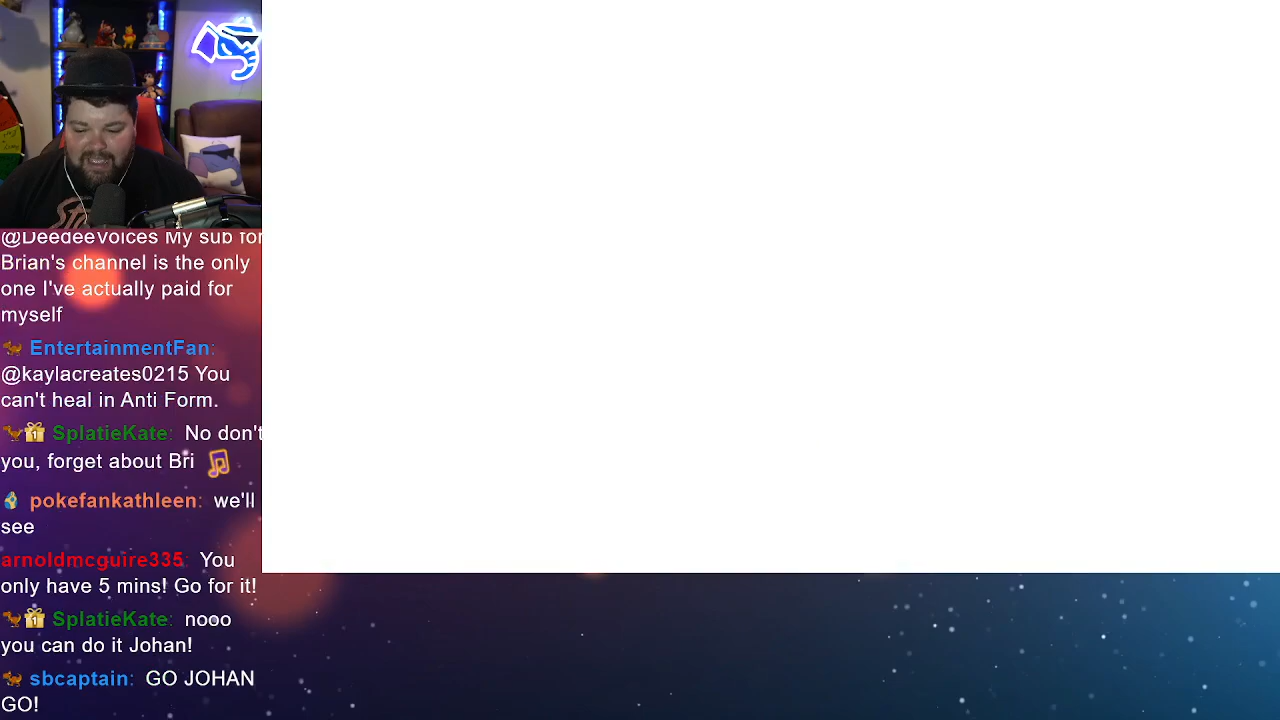 @DeedeeVoices My sub for
Brian's channel is the only
one I've actually paid for
myself
EntertainmentFan:
@kaylacreates0215 You
can't heal in Anti Form.
SplatieKate: No don't
you, forget about Bri
pokefankathleen: we'll
see
arnoldmcguire335: You
only have 5 mins! Go for it!
SplatieKate: nooo
you can do it Johan!
sbcaptain: GO JOHAN
GO!